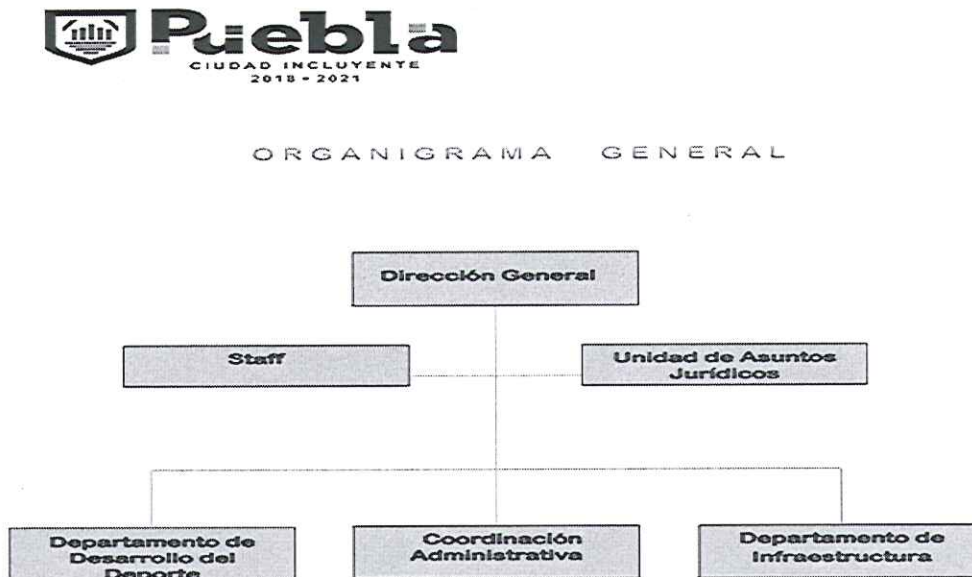 Puebla
CIUDAD INCLUYENTE
2018 - 2021
ORGANIGRAMA GENERAL
Dirección General
Staff
Unidad de Asuntos
Jurídicos
Departamento de
Desarrollo del
Deporte
Coordinación
Administrativa
Departamento de
Infraestructura